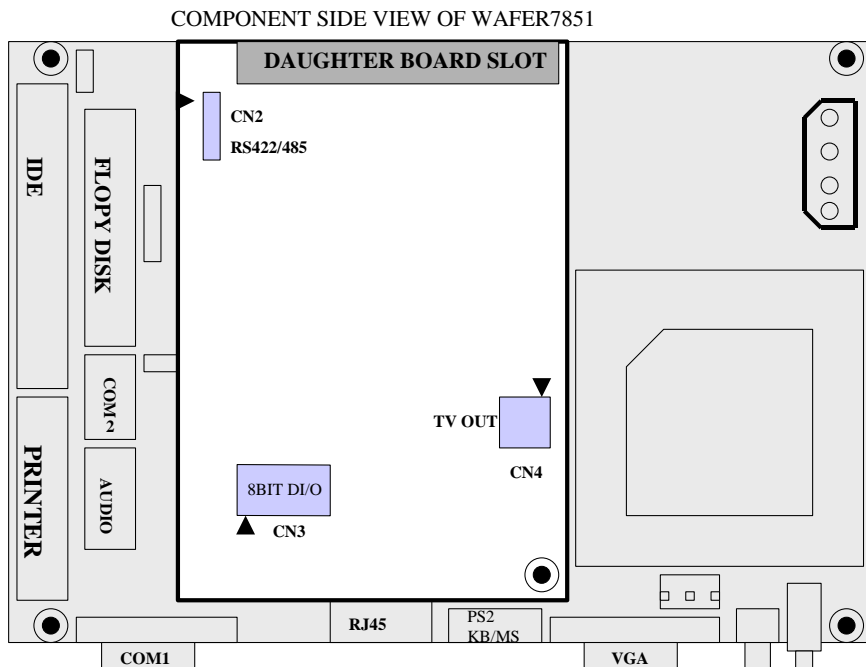 COMPONENT SIDE VIEW OF WAFER7851
DAUGHTER BOARD SLOT
CN2
RS422/485
IDE
FLOPY DISK
COM2
TV OUT
CN4
PRINTER
AUDIO
8BIT DI/O
CN3
RJ45
PS2
KB/MS
COM1
VGA